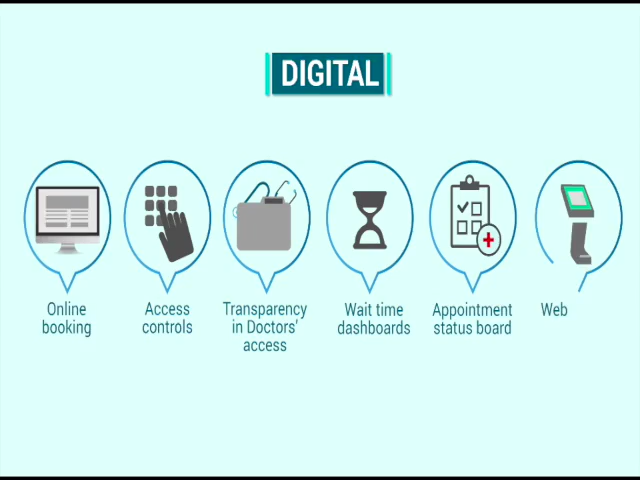 DIGITAL
Online
booking
Access
controls
Transparency
in Doctors'
access
Wait time
dashboards
Appointment
status board
Web